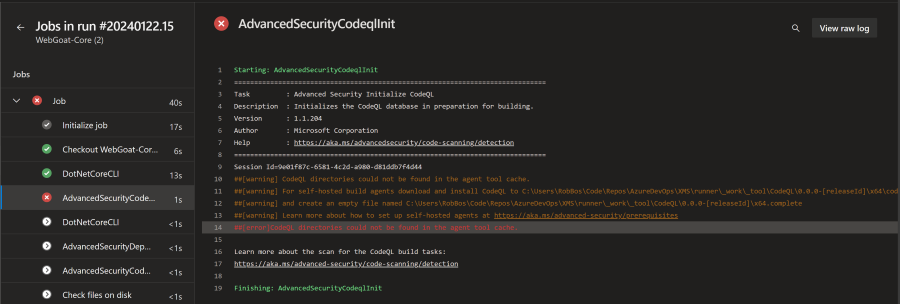 Jobs in run #20240122.15
WebGoat-Core (2)
Jobs
Job 40s
Initialize job 17s
Checkout WebGoat-Cor... 6s
DotNetCoreCLI 13s
AdvancedSecurityCode... 1s
DotNetCoreCLI <1s
AdvancedSecurityDep... <1s
AdvancedSecurityCod... <1s
Check files on disk <1s
AdvancedSecurityCodeqlInit
View raw log
1 Starting: AdvancedSecurityCodeqlInit
2 ==============================================================================
3 Task : Advanced Security Initialize CodeQL
4 Description : Initializes the CodeQL database in preparation for building.
5 Version : 1.1.204
6 Author : Microsoft Corporation
7 Help : https://aka.ms/advancedsecurity/code-scanning/detection
8 ==============================================================================
9 Session Id=9e01f87c-6581-4c2d-a980-d81ddb7f4d44
10 ##[warning] CodeQL directories could not be found in the agent tool cache.
11 ##[warning] For self-hosted build agents download and install CodeQL to C:\Users\RobBos\Code\Repos\AzureDevOps\XMS\runner\_work\_tool\CodeQL\0.0.0-[releaseId]\x64\cod
12 ##[warning] and create an empty file named C:\Users\RobBos\Code\Repos\AzureDevOps\XMS\runner\_work\_tool\CodeQL\0.0.0-[releaseId]\x64.complete
13 ##[warning] Learn more about how to set up self-hosted agents at https://aka.ms/advanced-security/prerequisites
14 ##[error]CodeQL directories could not be found in the agent tool cache.
15
16 Learn more about the scan for the CodeQL build tasks:
17 https://aka.ms/advanced-security/code-scanning/detection
18
19 Finishing: AdvancedSecurityCodeqlInit